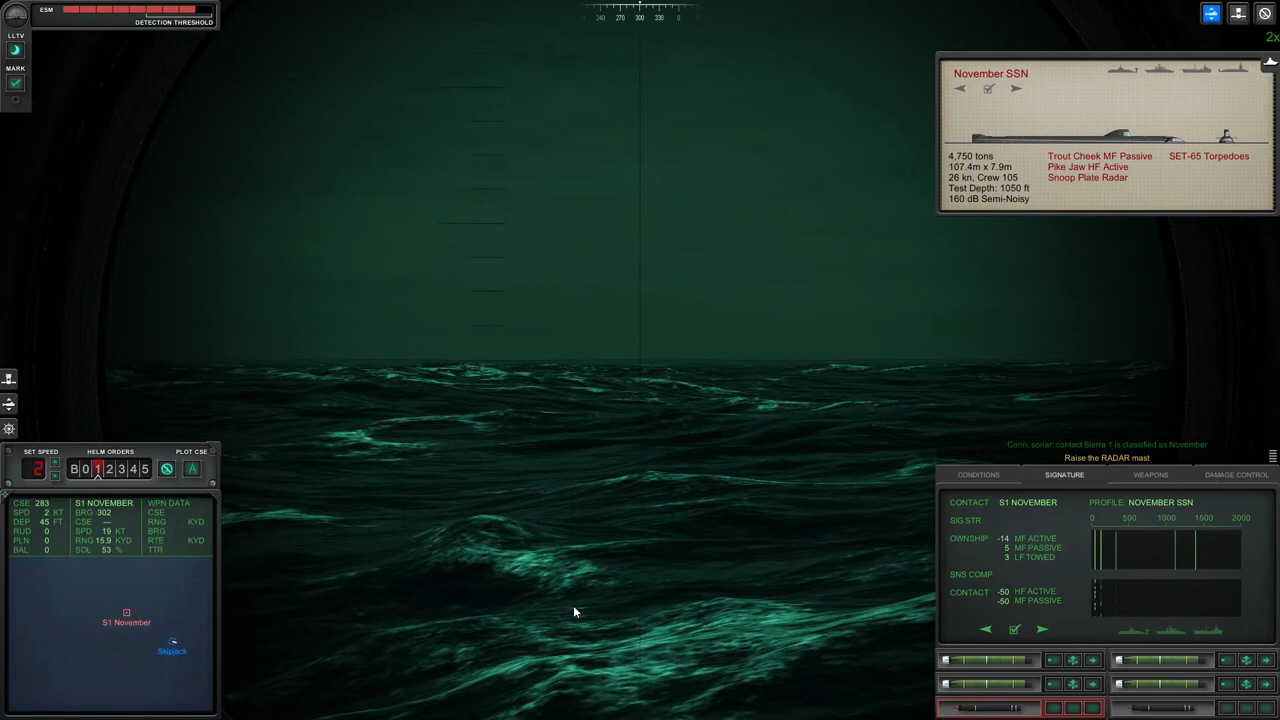 ESM
DETECTION THRESHOLD
LLTV
MARK
240 270 300 330 0
2x
November SSN
4,750 tons
107.4m x 7.9m
26 kn, Crew 105
Test Depth: 1050 ft
160 dB Semi-Noisy
Trout Cheek MF Passive
Pike Jaw HF Active
Snoop Plate Radar
SET-65 Torpedoes
Conn, sonar: contact Sierra 1 is classified as November
Raise the RADAR mast
SET SPEED HELM ORDERS PLOT CSE
2 B 0 1 2 3 4 5 A
CSE 283
SPD 2 KT
DEP 45 FT
RUD 0
PLN 0
BAL 0
S1 NOVEMBER
BRG 302
CSE ---
SPD 19 KT
RNG 15.9 KYD
SOL 53 %
WPN DATA
CSE
RNG KYD
BRG
RTE KYD
TTR
S1 November
Skipjack
CONDITIONS SIGNATURE WEAPONS DAMAGE CONTROL
CONTACT S1 NOVEMBER PROFILE: NOVEMBER SSN
SIG STR 0 500 1000 1500 2000
OWNSHIP -14 MF ACTIVE
5 MF PASSIVE
3 LF TOWED
SNS COMP
CONTACT -50 HF ACTIVE
-50 MF PASSIVE